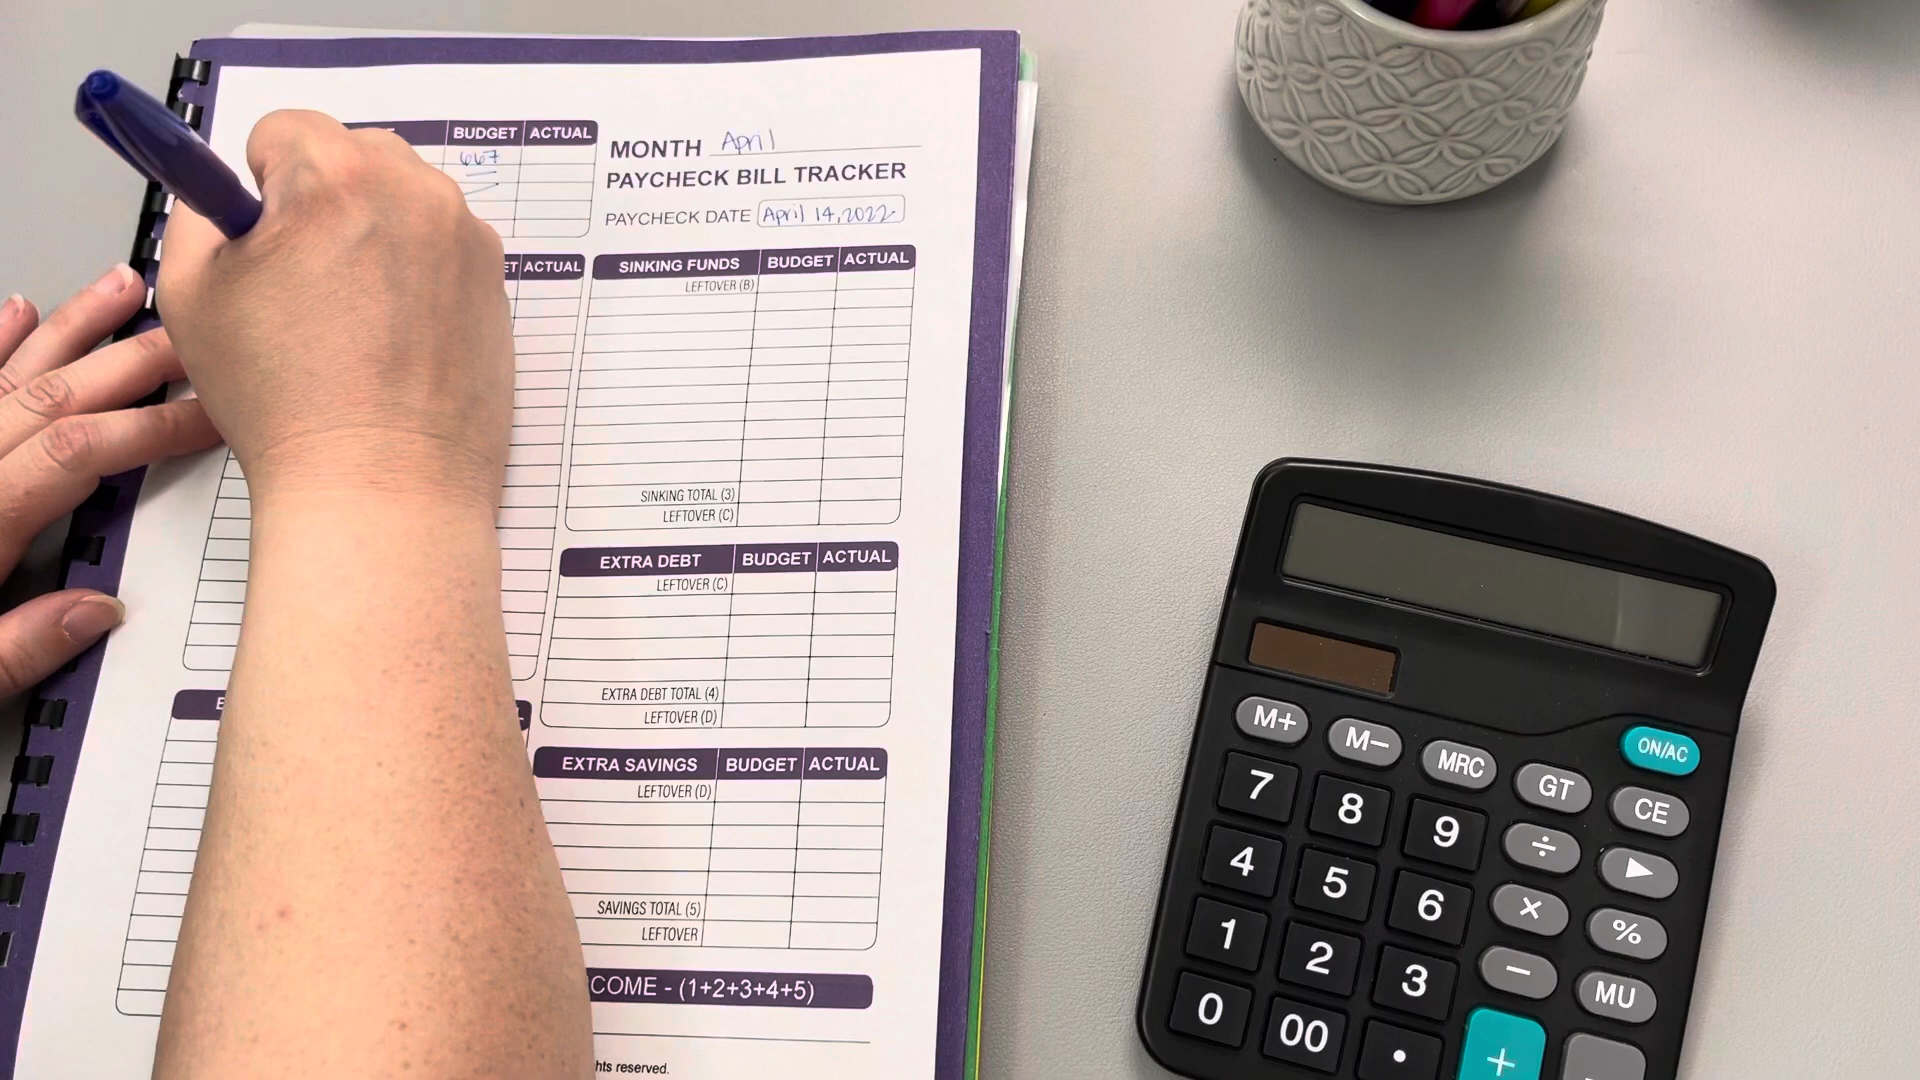 BUDGET ACTUAL
667
MONTH April
PAYCHECK BILL TRACKER
PAYCHECK DATE April 14, 2022
ACTUAL
SINKING FUNDS BUDGET ACTUAL
LEFTOVER (B)
SINKING TOTAL (3)
LEFTOVER (C)
EXTRA DEBT BUDGET ACTUAL
LEFTOVER (C)
EXTRA DEBT TOTAL (4)
LEFTOVER (D)
EXTRA SAVINGS BUDGET ACTUAL
LEFTOVER (D)
SAVINGS TOTAL (5)
LEFTOVER
COME - (1+2+3+4+5)
hts reserved.
M+ M− MRC GT ON/AC
7 8 9 ÷ CE
4 5 6 × ▶
1 2 3 − %
0 00 . + MU